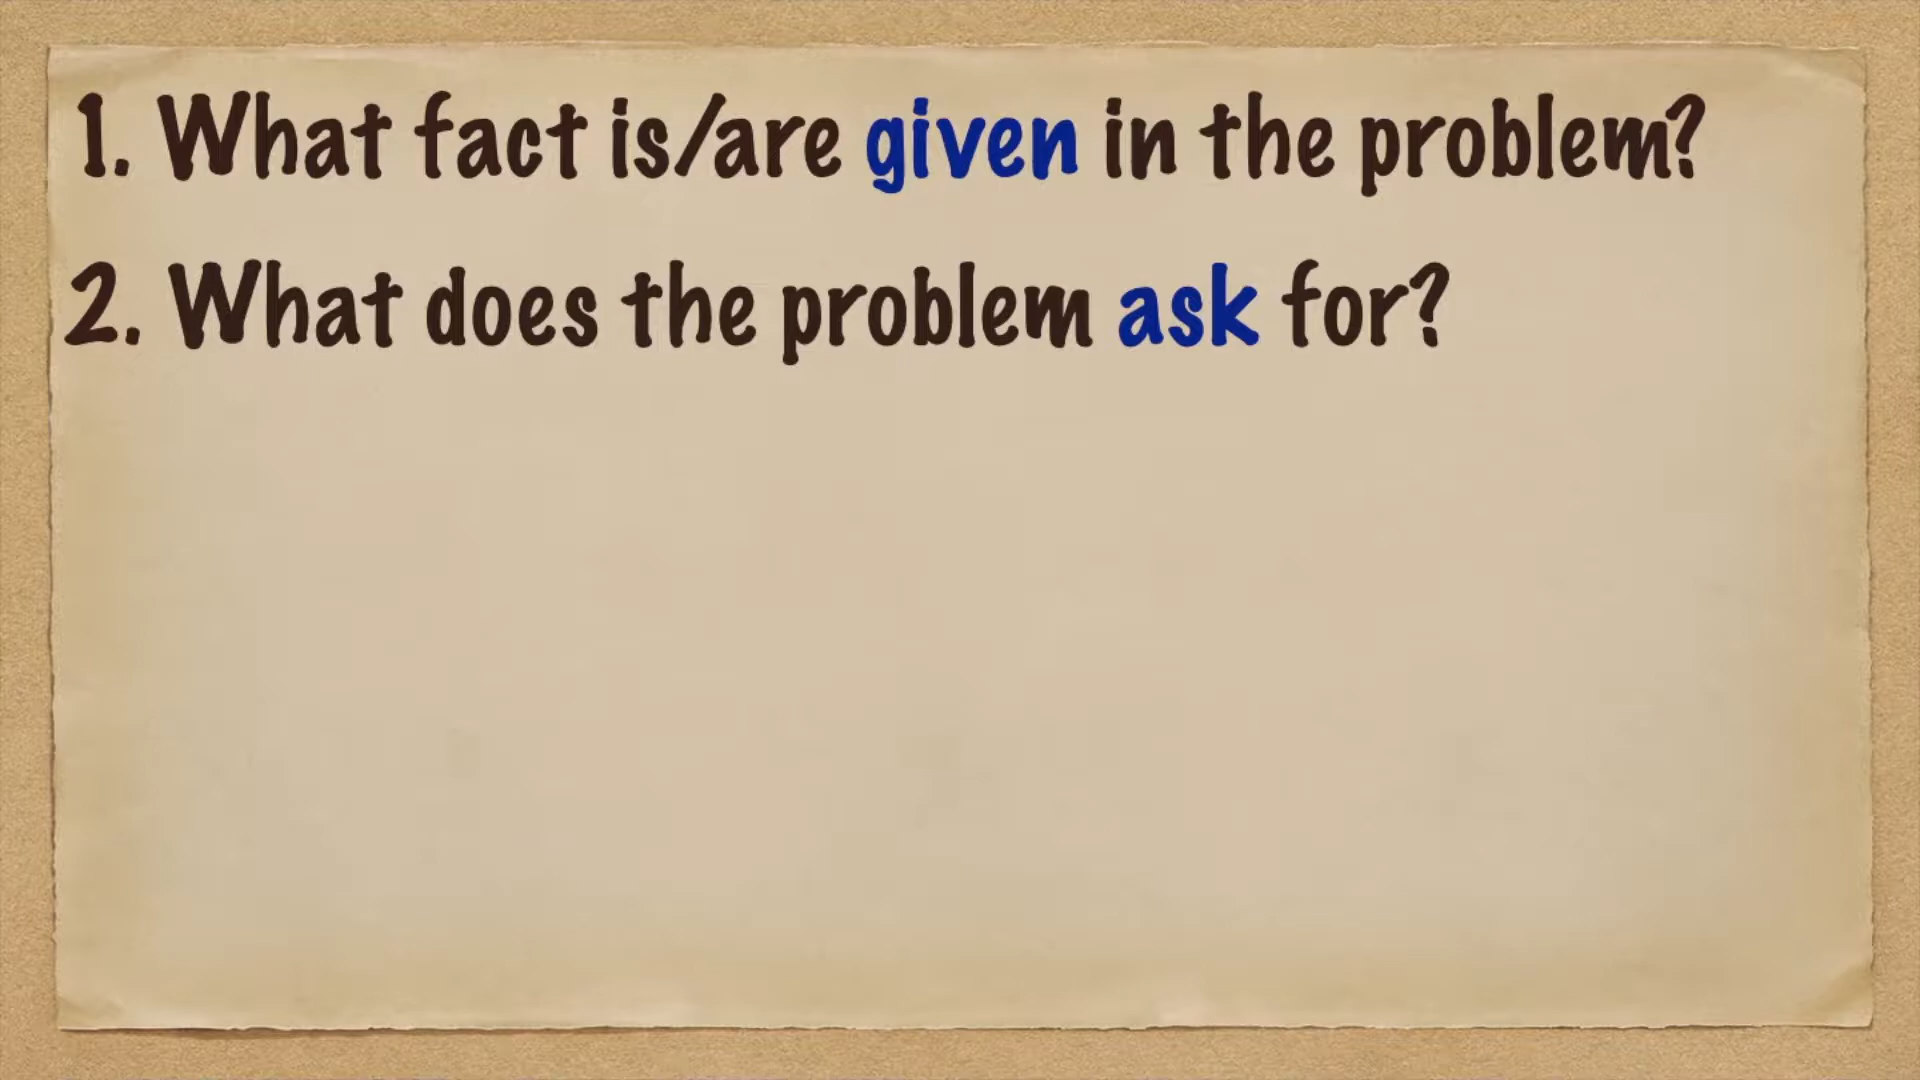 1. What fact is/are given in the problem?
2. What does the problem ask for?